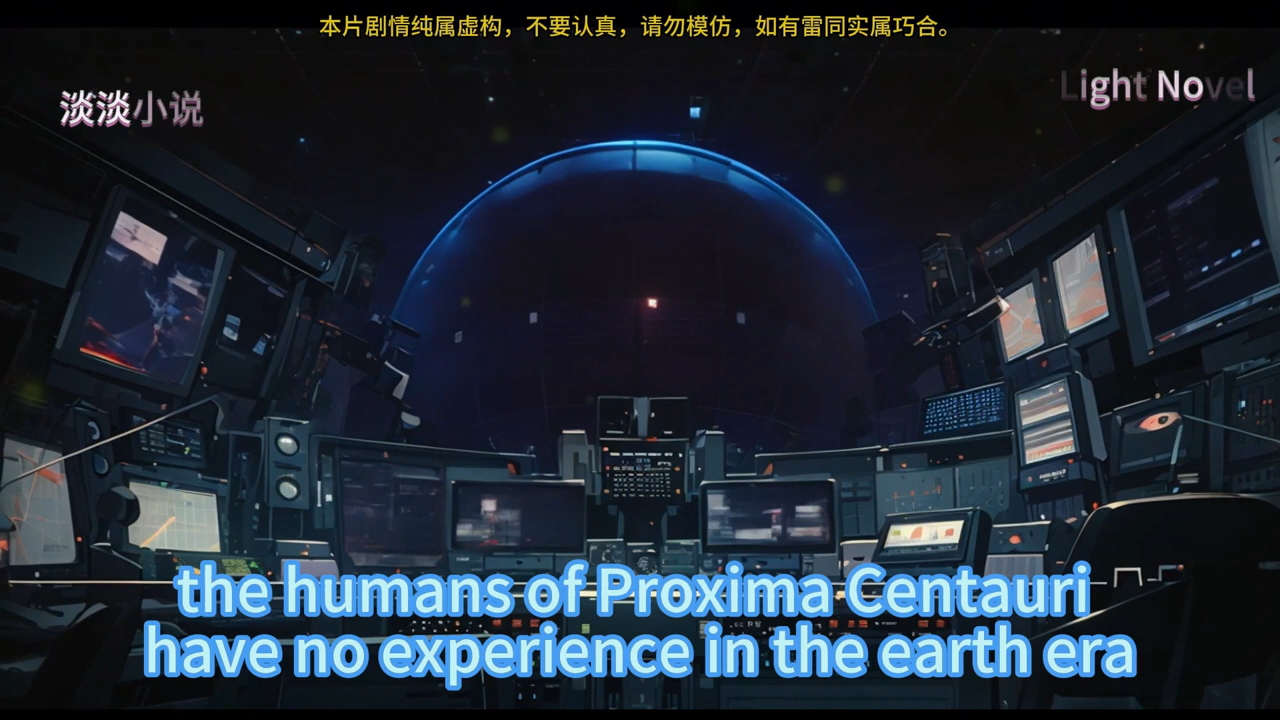 本片剧情纯属虚构，不要认真，请勿模仿，如有雷同实属巧合。
淡淡小说
Light Novel
the humans of Proxima Centauri
have no experience in the earth era